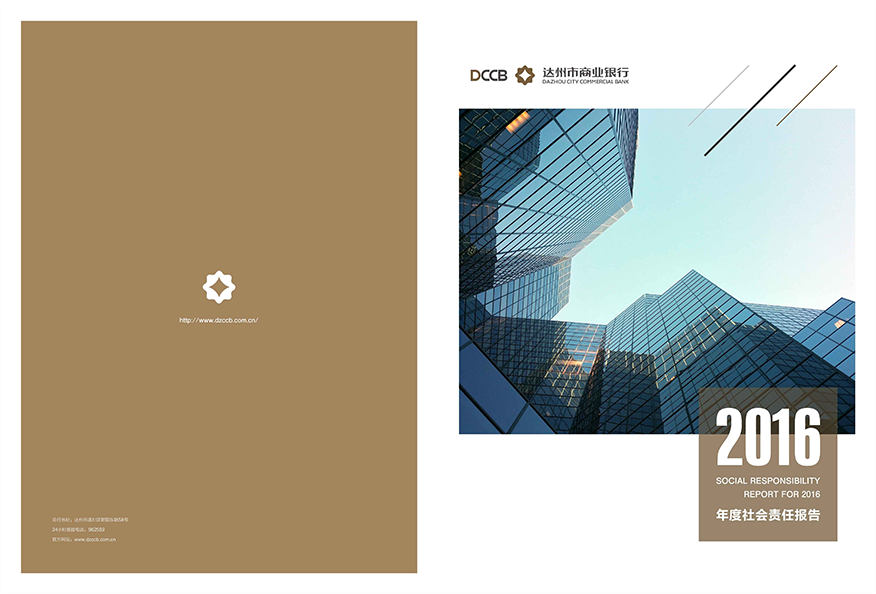 http://www.dzccb.com.cn/
24小时客服电话：962553
官方网站：www.dzccb.com.cn
DCCB
达州市商业银行
DAZHOU CITY COMMERCIAL BANK
2016
SOCIAL RESPONSIBILITY
REPORT FOR 2016
年度社会责任报告